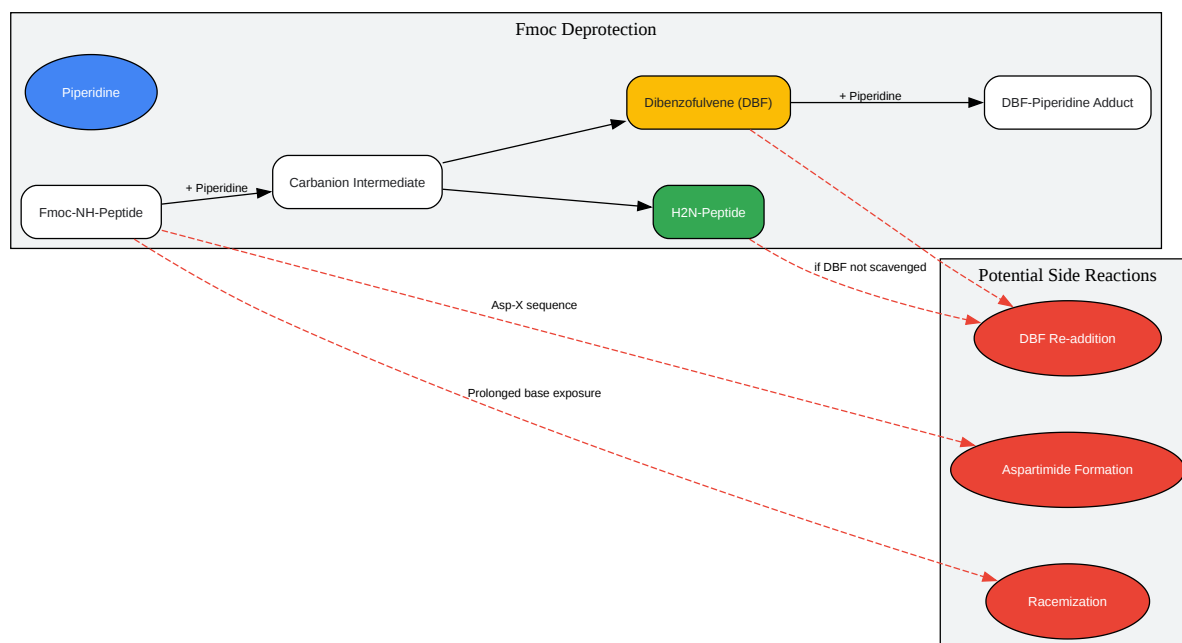 Fmoc Deprotection
Piperidine
Dibenzofulvene (DBF)
+ Piperidine
DBF-Piperidine Adduct
Fmoc-NH-Peptide
+ Piperidine
Carbanion Intermediate
H2N-Peptide
if DBF not scavenged
Potential Side Reactions
Asp-X sequence
DBF Re-addition
Prolonged base exposure
Aspartimide Formation
Racemization